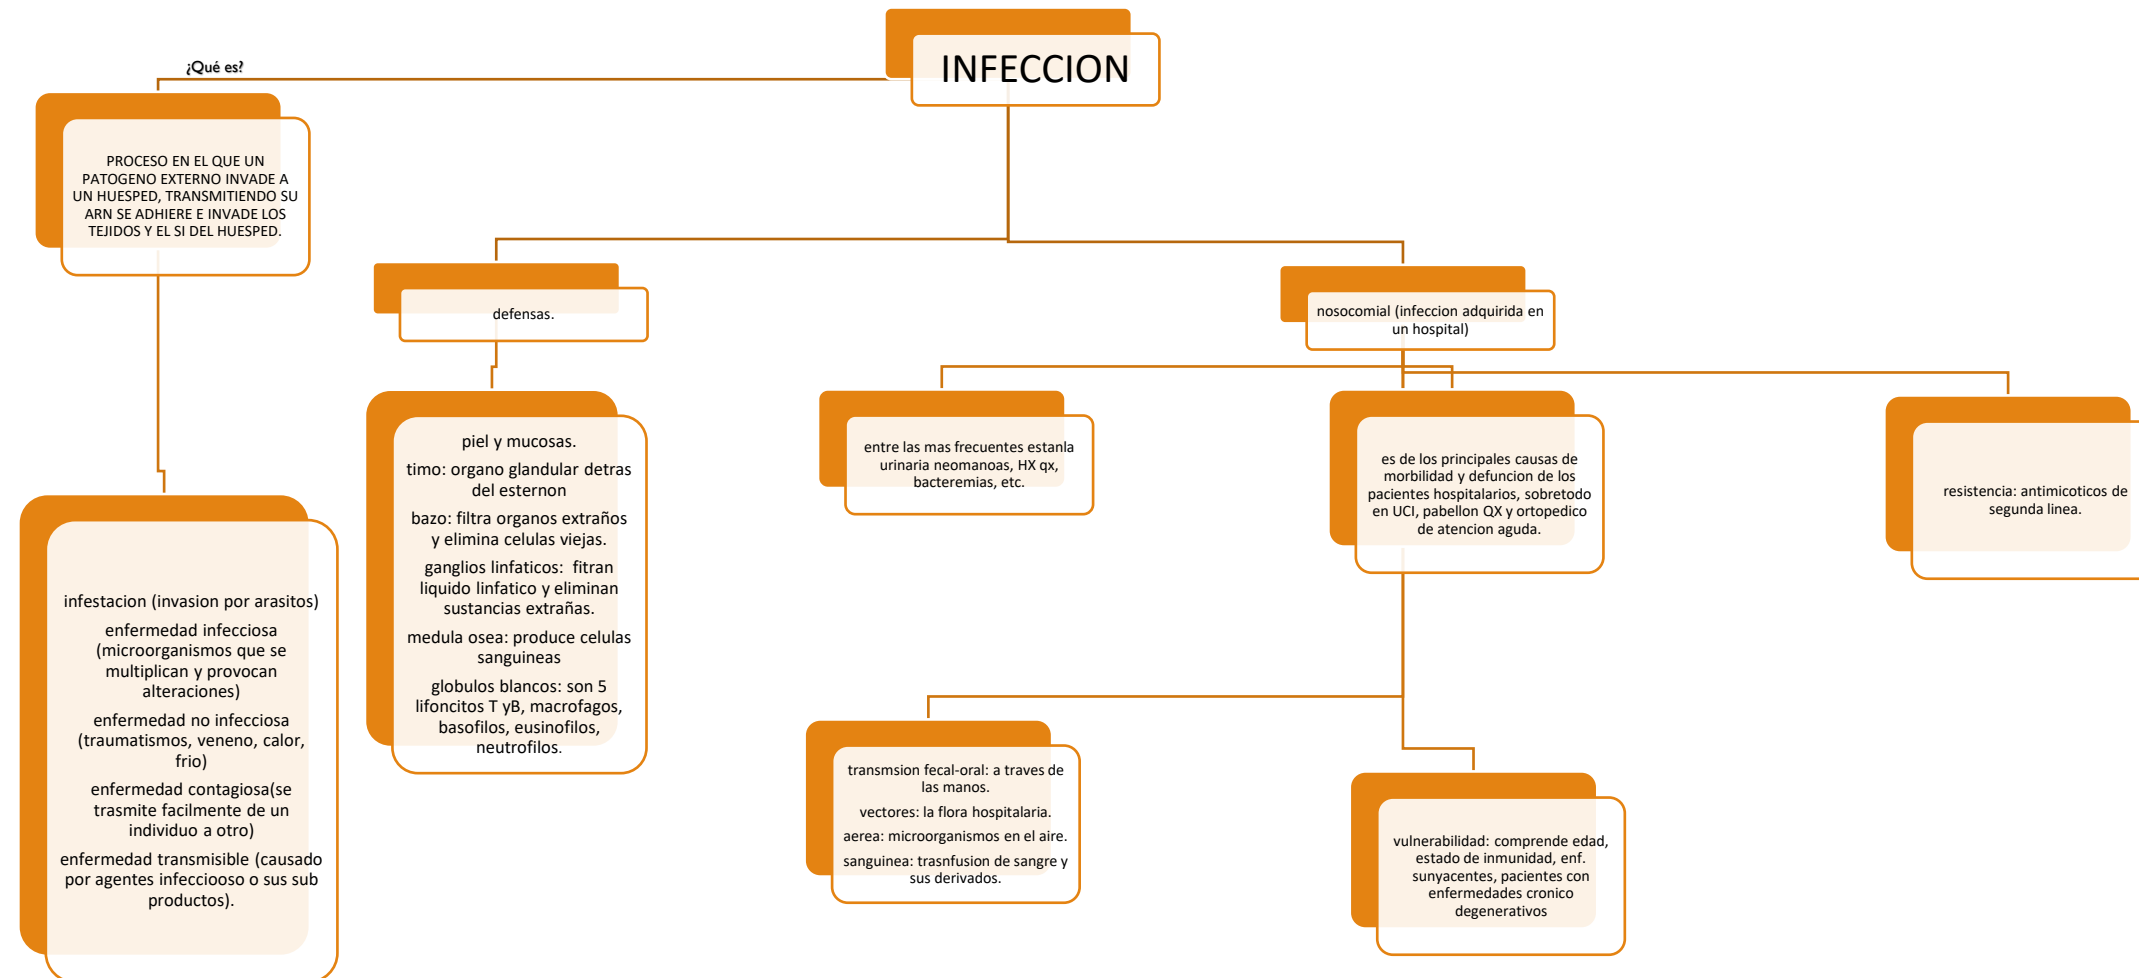 INFECCION
¿Qué es?
PROCESO EN EL QUE UN
PATOGENO EXTERNO INVADE A
UN HUESPED, TRANSMITIENDO SU
ARN SE ADHIERE E INVADE LOS
TEJIDOS Y EL SI DEL HUESPED.
infestacion (invasion por arasitos)
enfermedad infecciosa
(microorganismos que se
multiplican y provocan
alteraciones)
enfermedad no infecciosa
(traumatismos, veneno, calor,
frio)
enfermedad contagiosa(se
trasmite facilmente de un
individuo a otro)
enfermedad transmisible (causado
por agentes infecciooso o sus sub
productos).
defensas.
piel y mucosas.
timo: organo glandular detras
del esternon
bazo: filtra organos extraños
y elimina celulas viejas.
ganglios linfaticos: fitran
liquido linfatico y eliminan
sustancias extrañas.
medula osea: produce celulas
sanguineas
globulos blancos: son 5
lifoncitos T yB, macrofagos,
basofilos, eusinofilos,
neutrofilos.
nosocomial (infeccion adquirida en
un hospital)
entre las mas frecuentes estanla
urinaria neomanoas, HX qx,
bacteremias, etc.
es de los principales causas de
morbilidad y defuncion de los
pacientes hospitalarios, sobretodo
en UCI, pabellon QX y ortopedico
de atencion aguda.
transmsion fecal-oral: a traves de
las manos.
vectores: la flora hospitalaria.
aerea: microorganismos en el aire.
sanguinea: trasnfusion de sangre y
sus derivados.
vulnerabilidad: comprende edad,
estado de inmunidad, enf.
sunyacentes, pacientes con
enfermedades cronico
degenerativos
resistencia: antimicoticos de
segunda linea.